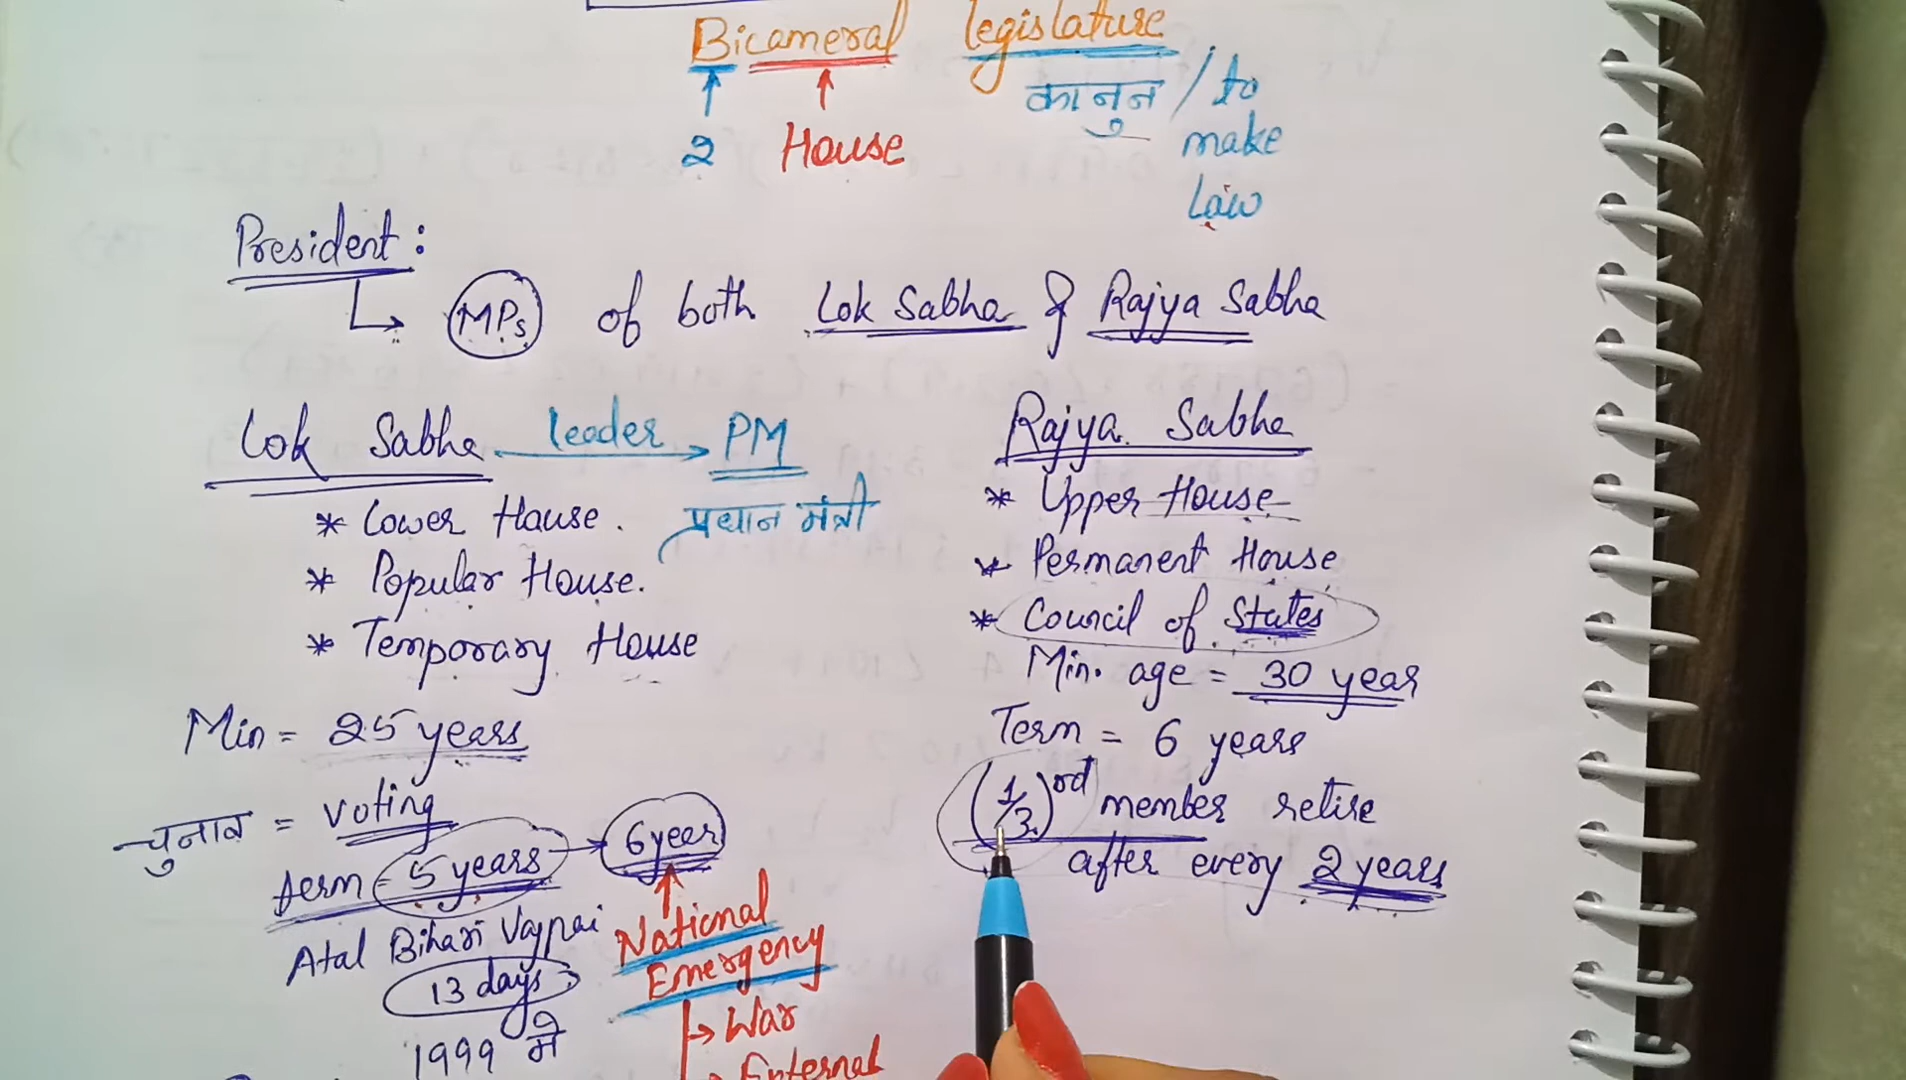 Bicameral legislature
2 House कानुन / to make law
President:
MPs of both Lok Sabha & Rajya Sabha
Lok Sabha leader PM
प्रधान मंत्री
* Lower House.
* Popular House.
* Temporary House
Min = 25 years
चुनाव = voting
term = 5 years → 6 year
Atal Bihari Vajpai
13 days
1999 मे
National
Emergency
→ War
→ External
Rajya Sabha
* Upper House
* Permanent House
* Council of States
Min. age = 30 year
Term = 6 years
(1/3)rd member retire
after every 2 years